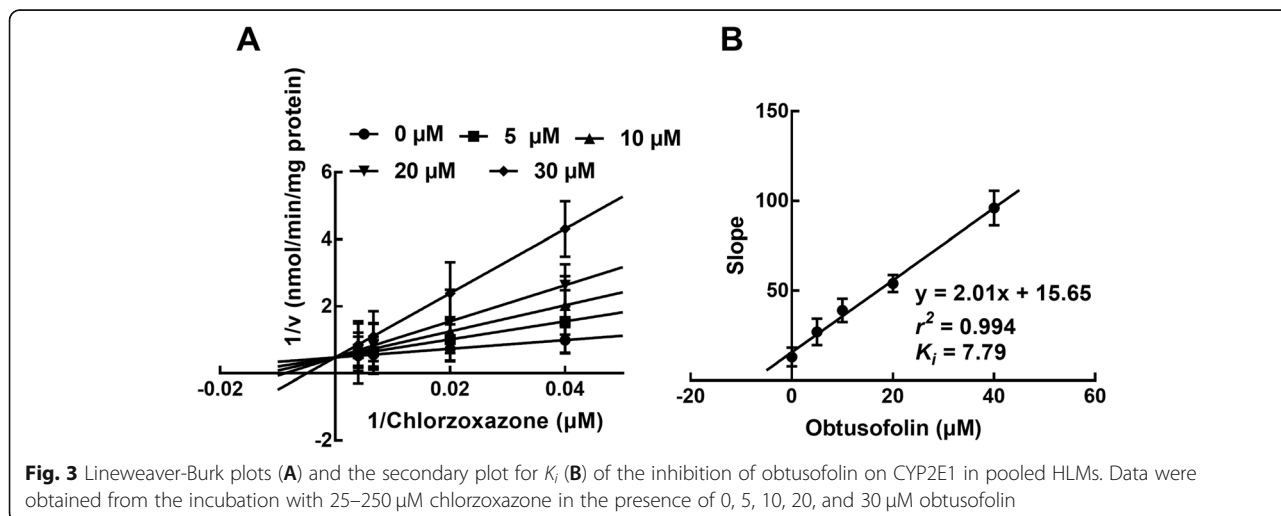 A
1/v (nmol/min/mg protein)
0 μM 5 μM 10 μM
20 μM 30 μM
6
4
2
-2
-0.02 0.02 0.04
1/Chlorzoxazone (μM)
B
Slope
150
100
50
y = 2.01x + 15.65
r² = 0.994
Kᵢ = 7.79
-20 0 20 40 60
Obtusofolin (μM)
Fig. 3 Lineweaver-Burk plots (A) and the secondary plot for Kᵢ (B) of the inhibition of obtusofolin on CYP2E1 in pooled HLMs. Data were
obtained from the incubation with 25–250 μM chlorzoxazone in the presence of 0, 5, 10, 20, and 30 μM obtusofolin